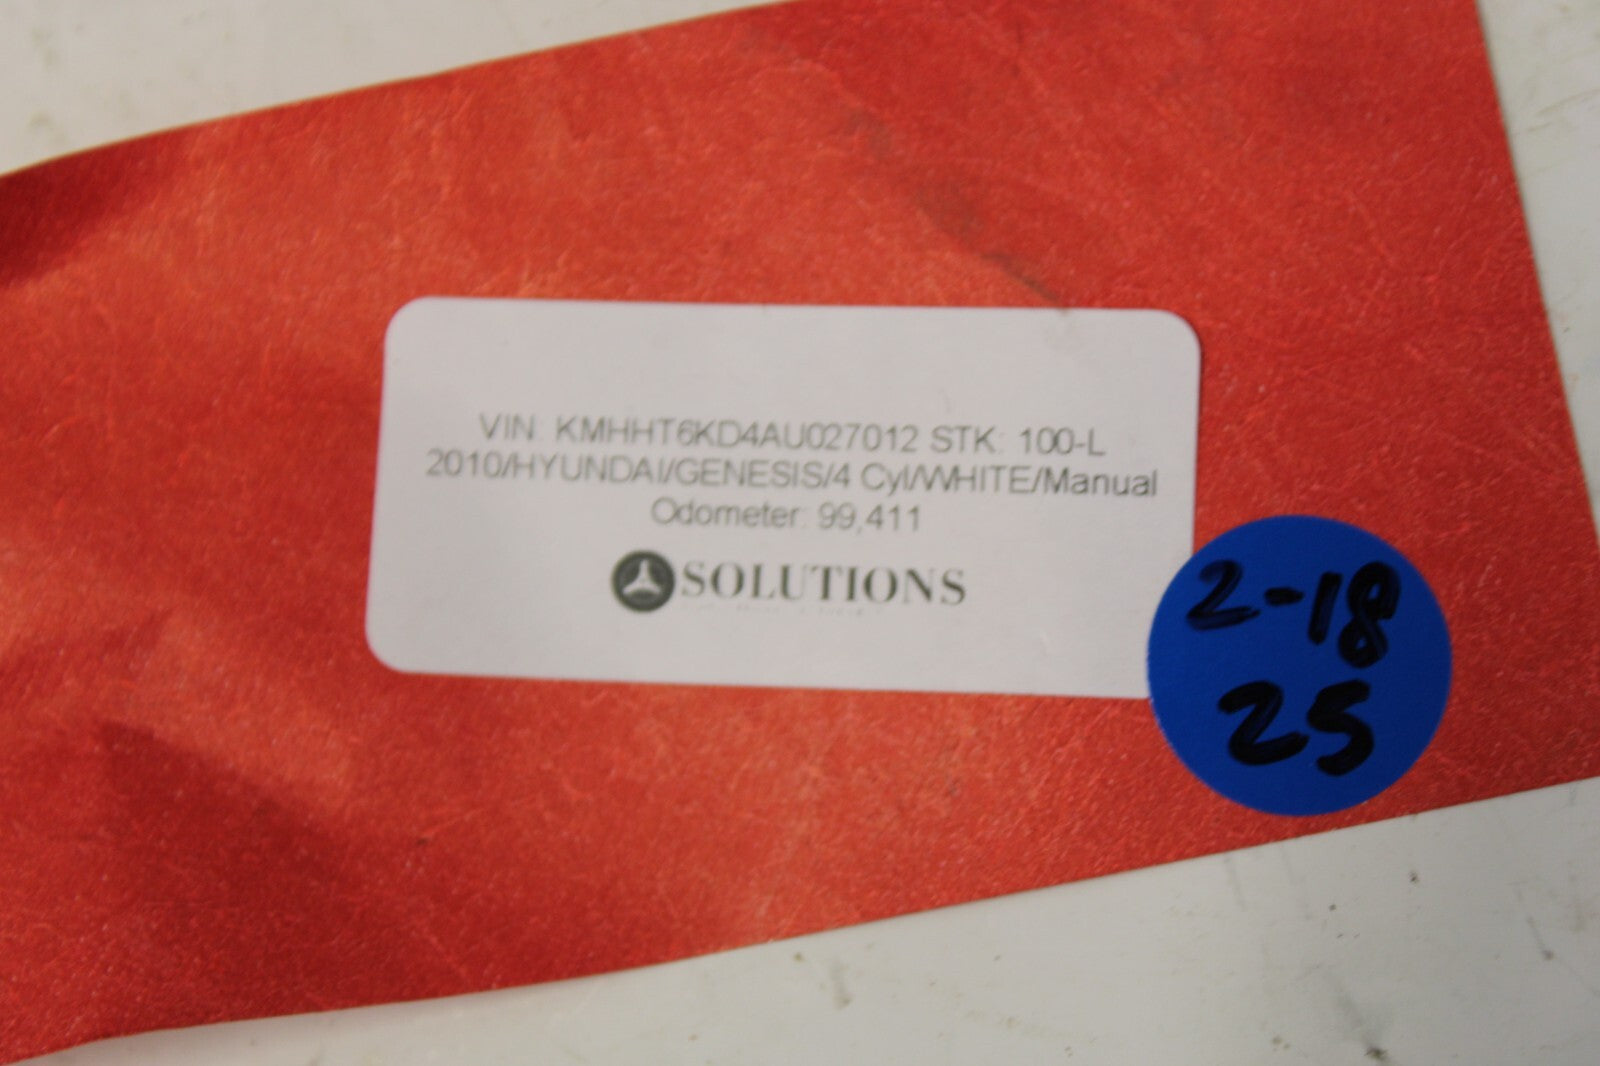 VIN: KMHHT6KD4AU027012 STK: 100-L
2010/HYUNDAI/GENESIS/4 Cyl/WHITE/Manual
Odometer: 99,411
SOLUTIONS
2-18
25